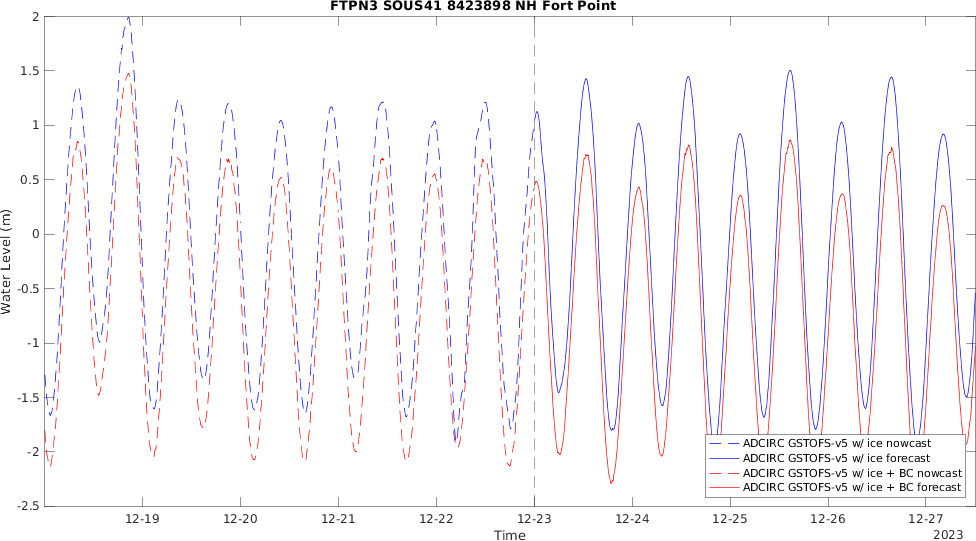 FTPN3 SOUS41 8423898 NH Fort Point
2
1.5
1
0.5
0
-0.5
-1
-1.5
-2
-2.5
Water Level (m)
12-19 12-20 12-21 12-22 12-23 12-24 12-25 12-26 12-27
Time
2023
ADCIRC GSTOFS-v5 w/ ice nowcast
ADCIRC GSTOFS-v5 w/ ice forecast
ADCIRC GSTOFS-v5 w/ ice + BC nowcast
ADCIRC GSTOFS-v5 w/ ice + BC forecast